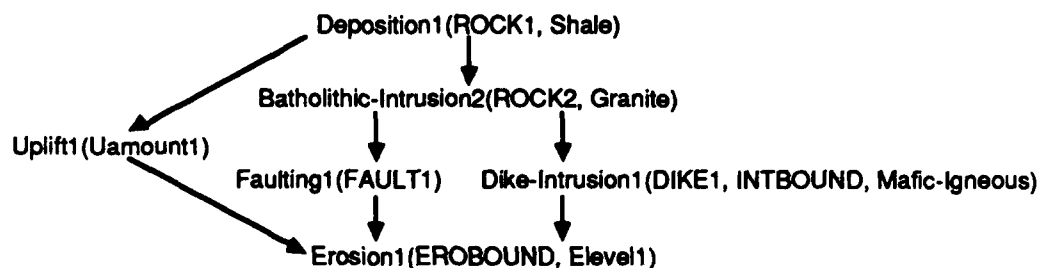 Deposition1(ROCK1, Shale)
Batholithic-Intrusion2(ROCK2, Granite)
Uplift1(Uamount1)
Faulting1(FAULT1)
Dike-Intrusion1(DIKE1, INTBOUND, Mafic-Igneous)
Erosion1(EROBOUND, Elevel1)